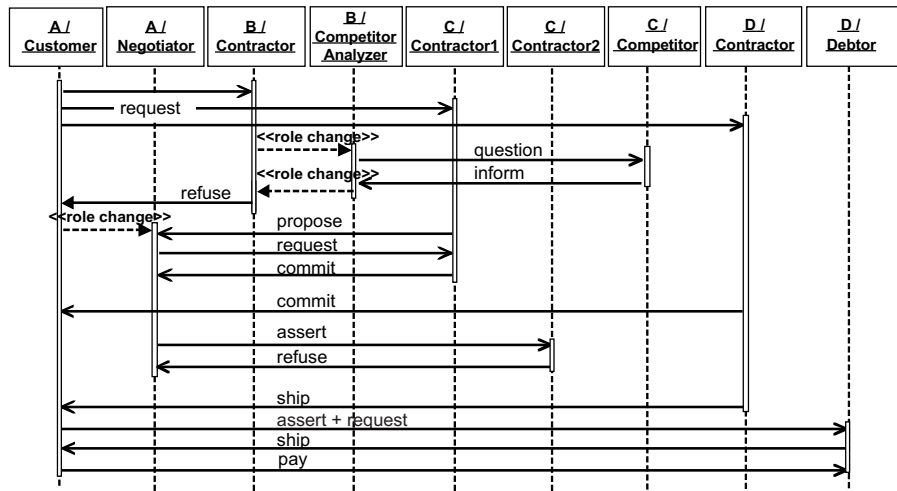 A /
Customer
A /
Negotiator
B /
Contractor
B /
Competitor
Analyzer
C /
Contractor1
C /
Contractor2
C /
Competitor
D /
Contractor
D /
Debtor
request
<<role change>>
question
<<role change>>
inform
refuse
<<role change>>
propose
request
commit
commit
assert
refuse
ship
assert + request
ship
pay